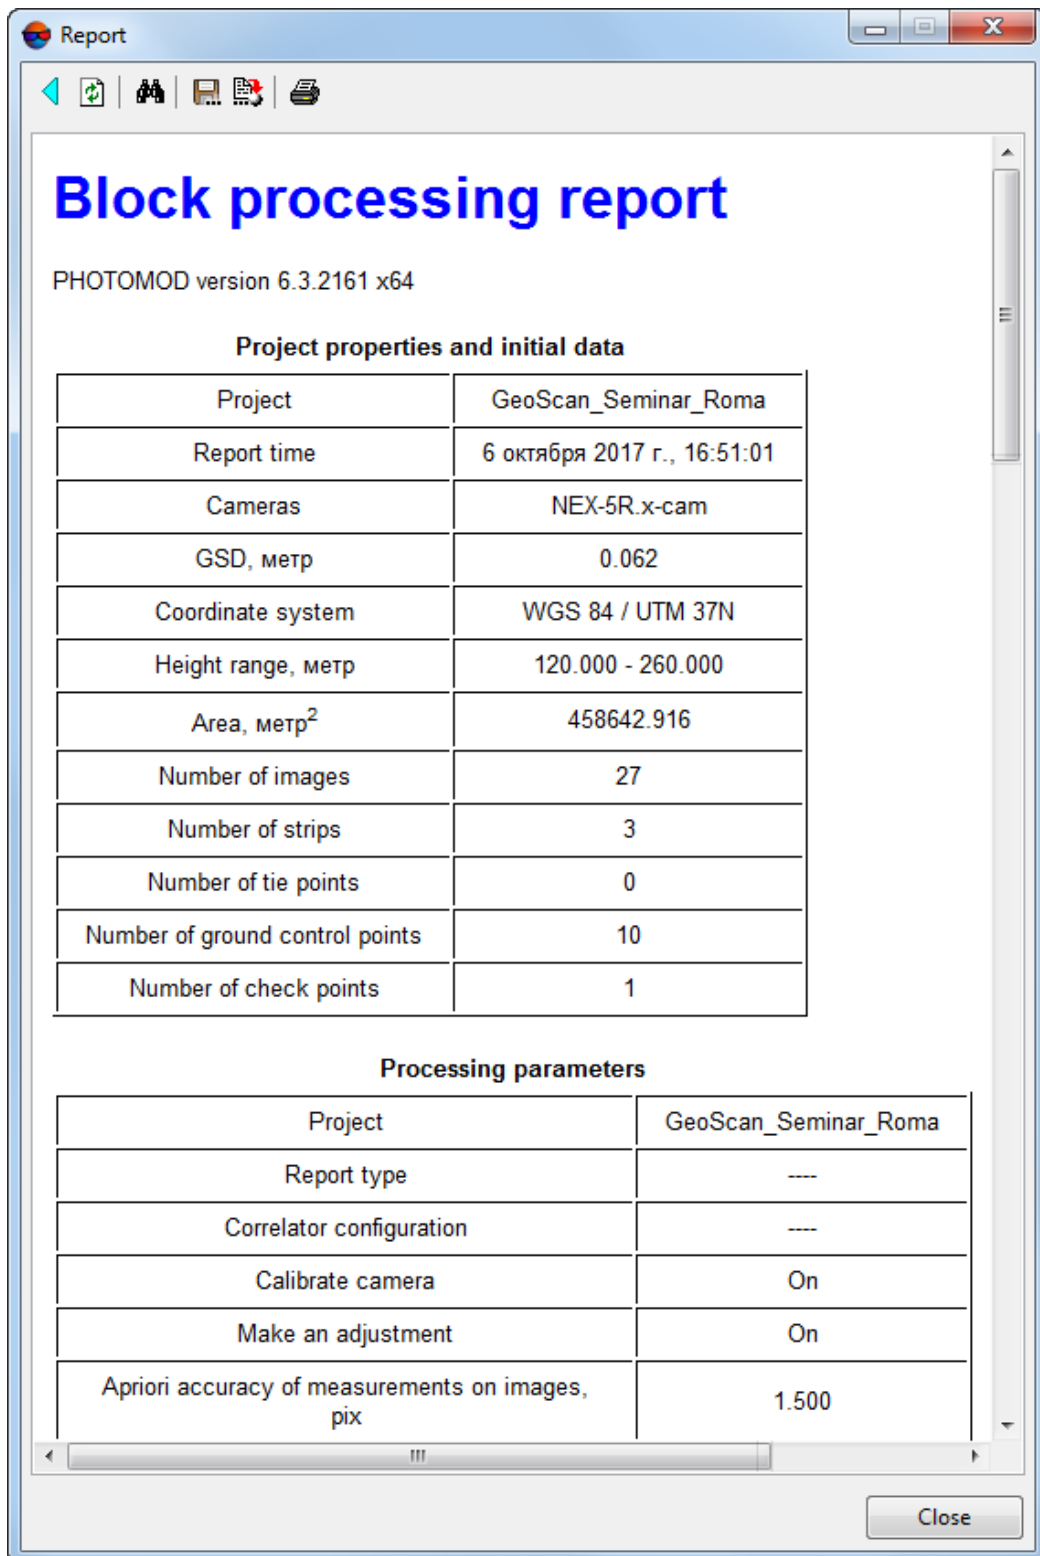 Report
Block processing report
PHOTOMOD version 6.3.2161 x64
Project properties and initial data
Project GeoScan_Seminar_Roma
Report time 6 октября 2017 г., 16:51:01
Cameras NEX-5R.x-cam
GSD, метр 0.062
Coordinate system WGS 84 / UTM 37N
Height range, метр 120.000 - 260.000
Area, метр2 458642.916
Number of images 27
Number of strips 3
Number of tie points 0
Number of ground control points 10
Number of check points 1
Processing parameters
Project GeoScan_Seminar_Roma
Report type ----
Correlator configuration ----
Calibrate camera On
Make an adjustment On
Apriori accuracy of measurements on images,
pix 1.500
Close